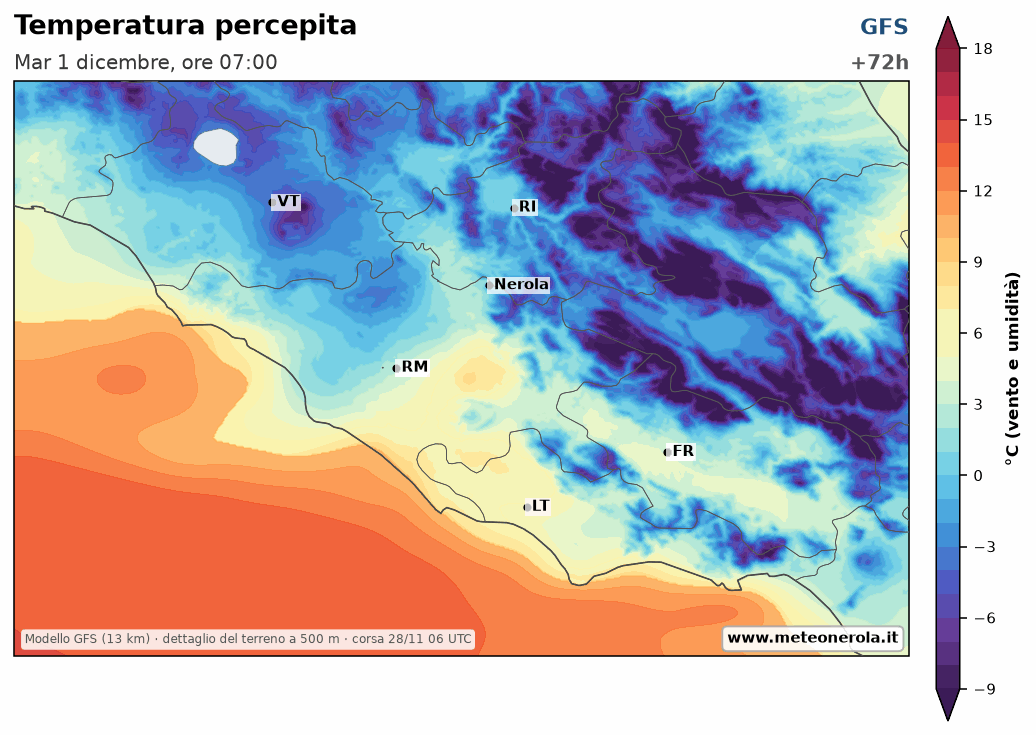 Temperatura percepita
GFS
Mar 1 dicembre, ore 07:00
+72h
VT
RI
Nerola
RM
FR
LT
Modello GFS (13 km) · dettaglio del terreno a 500 m · corsa 28/11 06 UTC
www.meteonerola.it
18
15
12
9
6
3
0
−3
−6
−9
°C (vento e umidità)